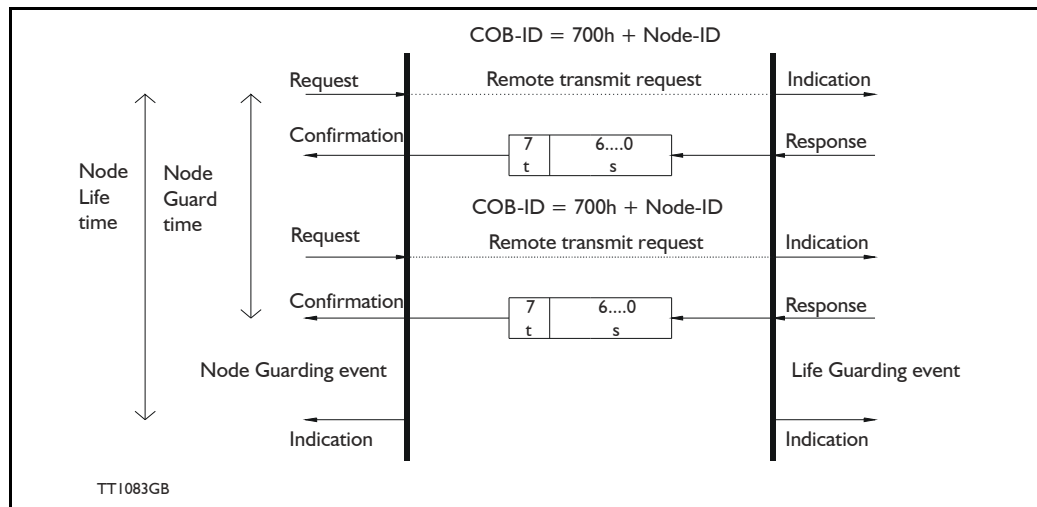 COB-ID = 700h + Node-ID
Request
Remote transmit request
Indication
Confirmation
7
6....0
t
s
Response
Node
Life
time
Node
Guard
time
COB-ID = 700h + Node-ID
Request
Remote transmit request
Indication
Confirmation
7
6....0
t
s
Response
Node Guarding event
Life Guarding event
Indication
Indication
TT1083GB